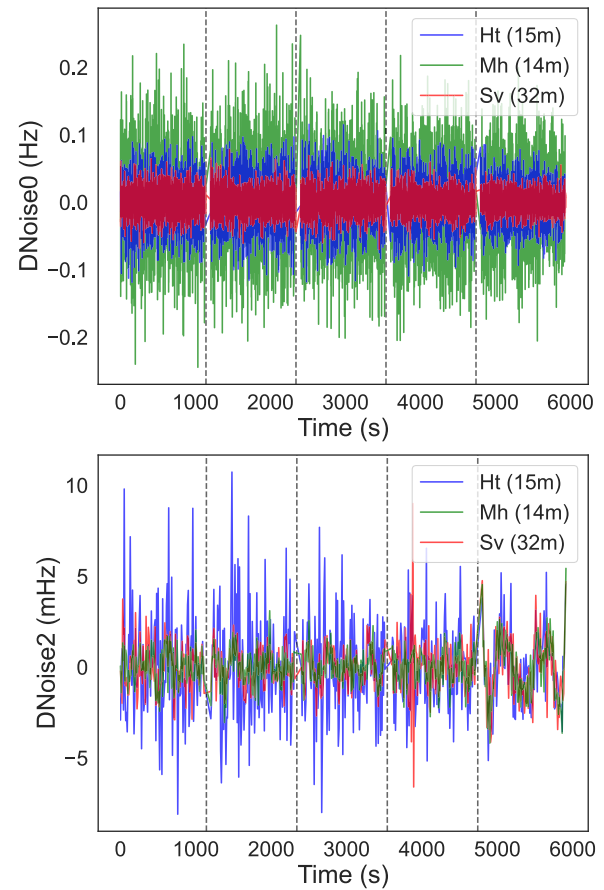 DNoise0 (Hz)
0.2
0.1
0.0
−0.1
−0.2
Ht (15m)
Mh (14m)
Sv (32m)
0 1000 2000 3000 4000 5000 6000
Time (s)
DNoise2 (mHz)
10
5
0
−5
Ht (15m)
Mh (14m)
Sv (32m)
0 1000 2000 3000 4000 5000 6000
Time (s)